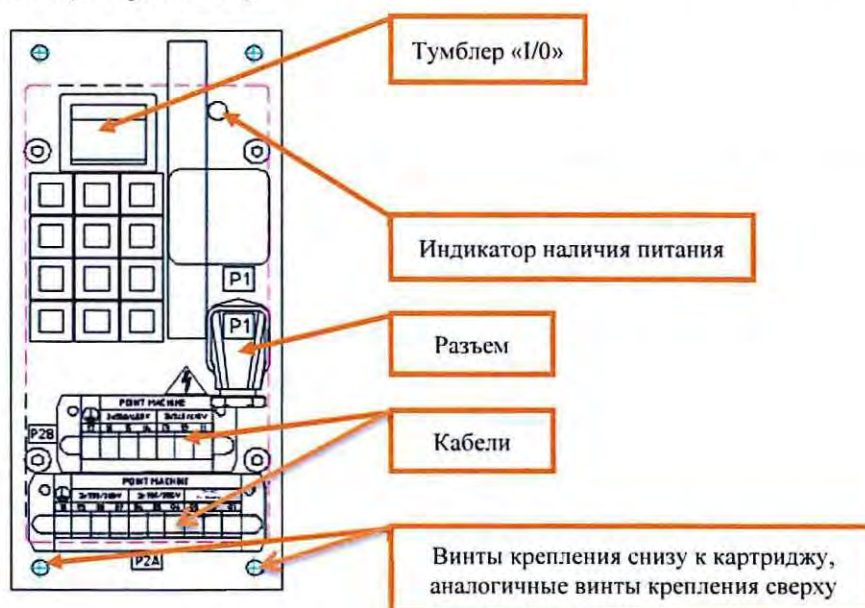 Тумблер «I/0»
Индикатор наличия питания
P1
P1
Разъем
POINT MACHINE
P2B
Кабели
POINT MACHINE
P2A
Винты крепления снизу к картриджу,
аналогичные винты крепления сверху